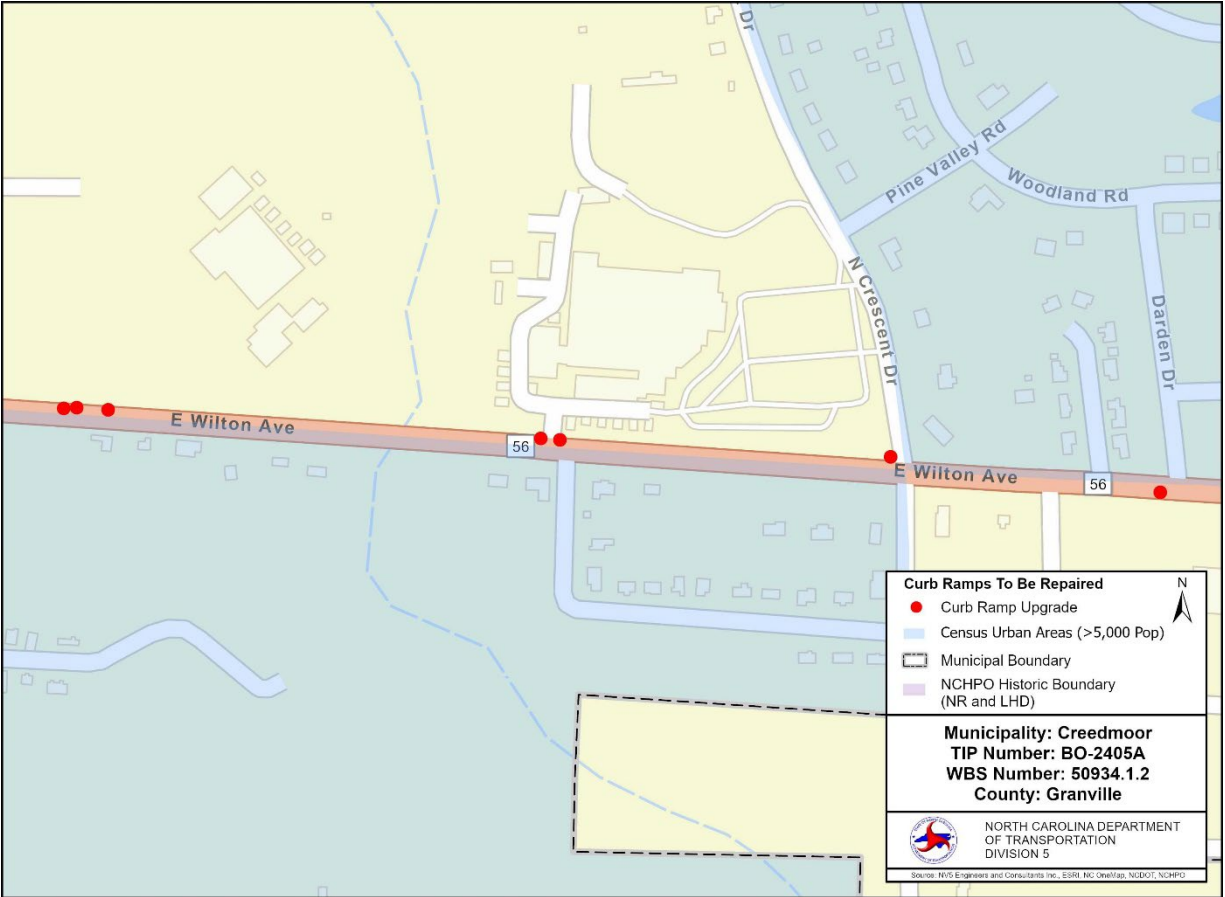 Dr
Pine Valley Rd
Woodland Rd
N Crescent Dr
Darden Dr
E Wilton Ave
56
E Wilton Ave
56
Curb Ramps To Be Repaired
N
Curb Ramp Upgrade
Census Urban Areas (>5,000 Pop)
Municipal Boundary
NCHPO Historic Boundary
(NR and LHD)
Municipality: Creedmoor
TIP Number: BO-2405A
WBS Number: 50934.1.2
County: Granville
NORTH CAROLINA DEPARTMENT
OF TRANSPORTATION
DIVISION 5
Source: NV5 Engineers and Consultants Inc., ESRI, NC OneMap, NCDOT, NCHPO